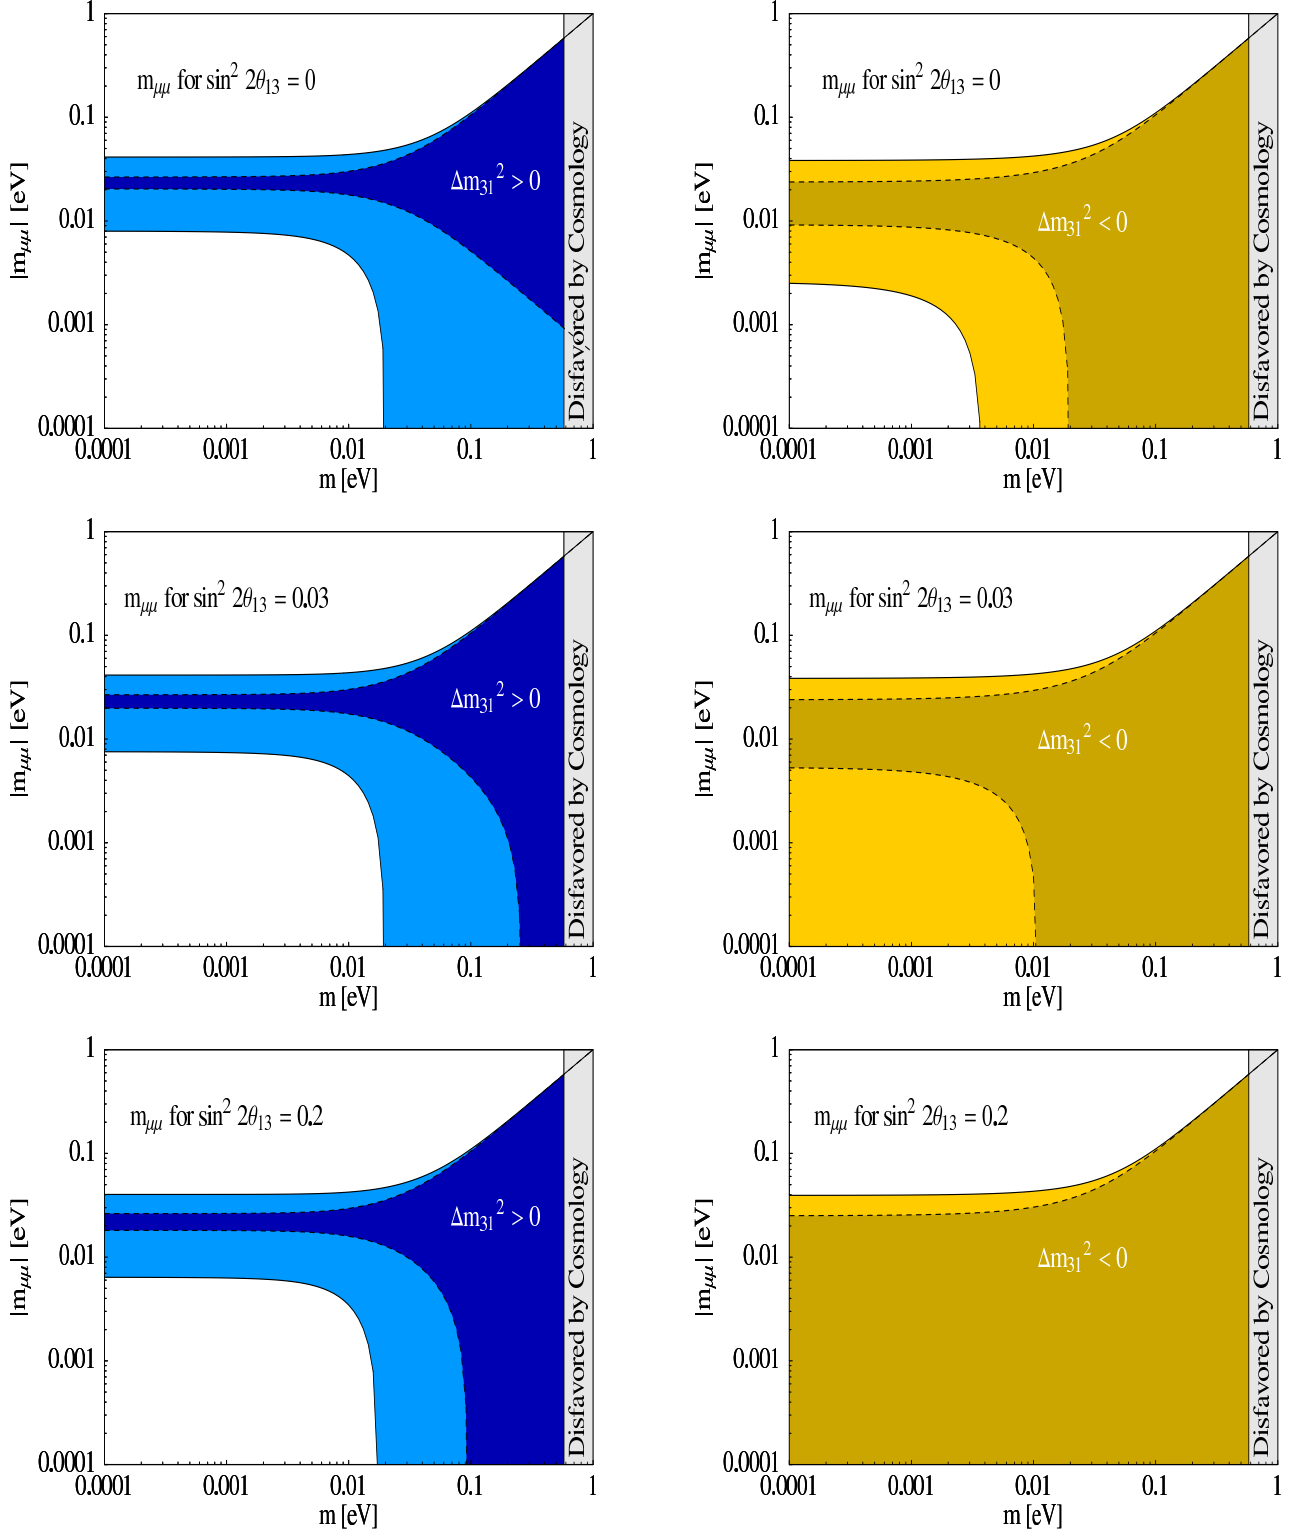 1
0.1
0.01
0.001
0.0001
|m_μμ| [eV]
m_μμ for sin² 2θ₁₃ = 0
Δm₃₁² > 0
Disfavored by Cosmology
0.0001 0.001 0.01 0.1 1
m [eV]
1
0.1
0.01
0.001
0.0001
|m_μμ| [eV]
m_μμ for sin² 2θ₁₃ = 0
Δm₃₁² < 0
Disfavored by Cosmology
0.0001 0.001 0.01 0.1 1
m [eV]
1
0.1
0.01
0.001
0.0001
|m_μμ| [eV]
m_μμ for sin² 2θ₁₃ = 0.03
Δm₃₁² > 0
Disfavored by Cosmology
0.0001 0.001 0.01 0.1 1
m [eV]
1
0.1
0.01
0.001
0.0001
|m_μμ| [eV]
m_μμ for sin² 2θ₁₃ = 0.03
Δm₃₁² < 0
Disfavored by Cosmology
0.0001 0.001 0.01 0.1 1
m [eV]
1
0.1
0.01
0.001
0.0001
|m_μμ| [eV]
m_μμ for sin² 2θ₁₃ = 0.2
Δm₃₁² > 0
Disfavored by Cosmology
0.0001 0.001 0.01 0.1 1
m [eV]
1
0.1
0.01
0.001
0.0001
|m_μμ| [eV]
m_μμ for sin² 2θ₁₃ = 0.2
Δm₃₁² < 0
Disfavored by Cosmology
0.0001 0.001 0.01 0.1 1
m [eV]